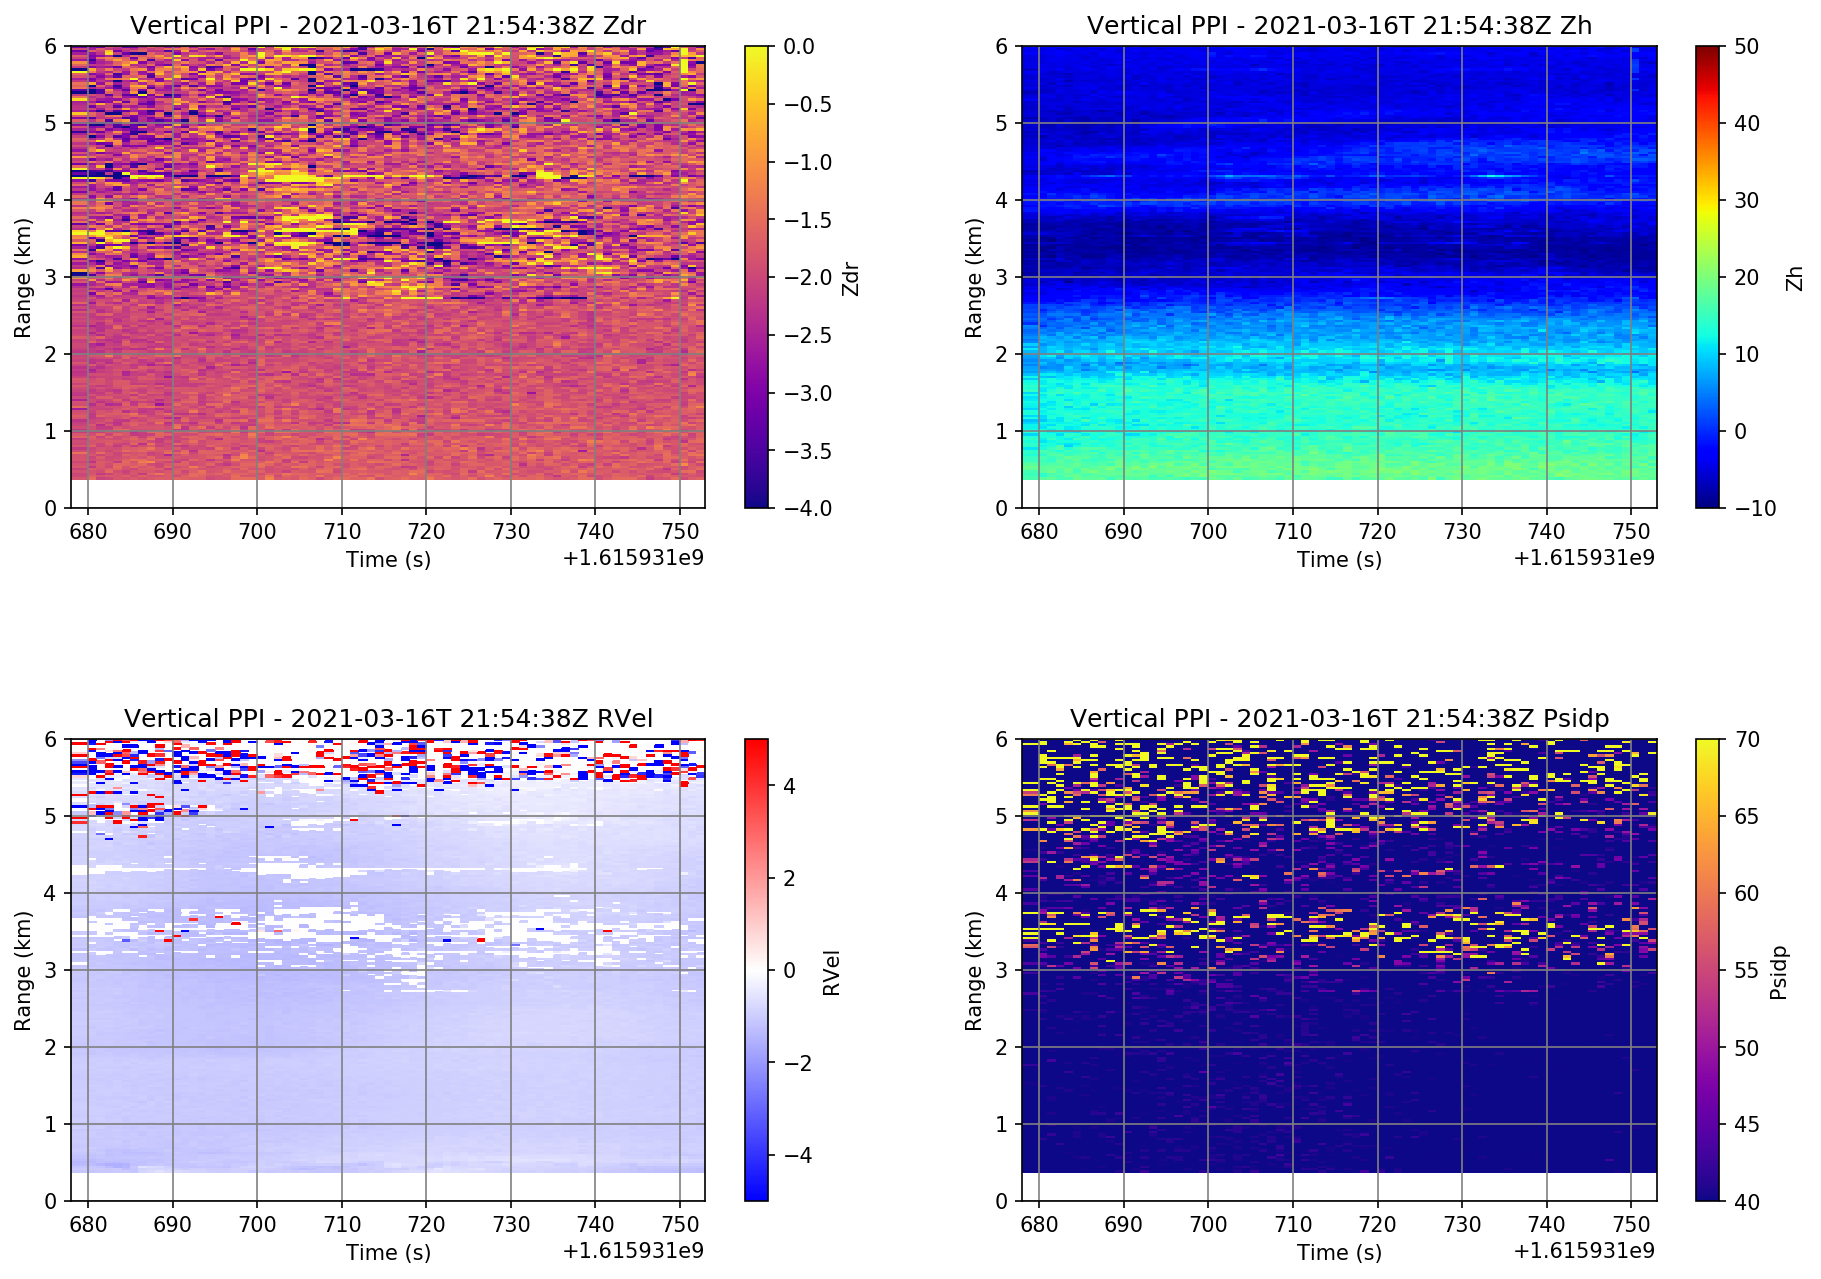 Vertical PPI - 2021-03-16T 21:54:38Z Zdr
6
5
4
3
2
1
0
Range (km)
680 690 700 710 720 730 740 750
Time (s)
+1.615931e9
0.0
−0.5
−1.0
−1.5
−2.0
−2.5
−3.0
−3.5
−4.0
Zdr
Vertical PPI - 2021-03-16T 21:54:38Z Zh
6
5
4
3
2
1
0
Range (km)
680 690 700 710 720 730 740 750
Time (s)
+1.615931e9
50
40
30
20
10
0
−10
Zh
Vertical PPI - 2021-03-16T 21:54:38Z RVel
6
5
4
3
2
1
0
Range (km)
680 690 700 710 720 730 740 750
Time (s)
+1.615931e9
4
2
0
−2
−4
RVel
Vertical PPI - 2021-03-16T 21:54:38Z Psidp
6
5
4
3
2
1
0
Range (km)
680 690 700 710 720 730 740 750
Time (s)
+1.615931e9
70
65
60
55
50
45
40
Psidp